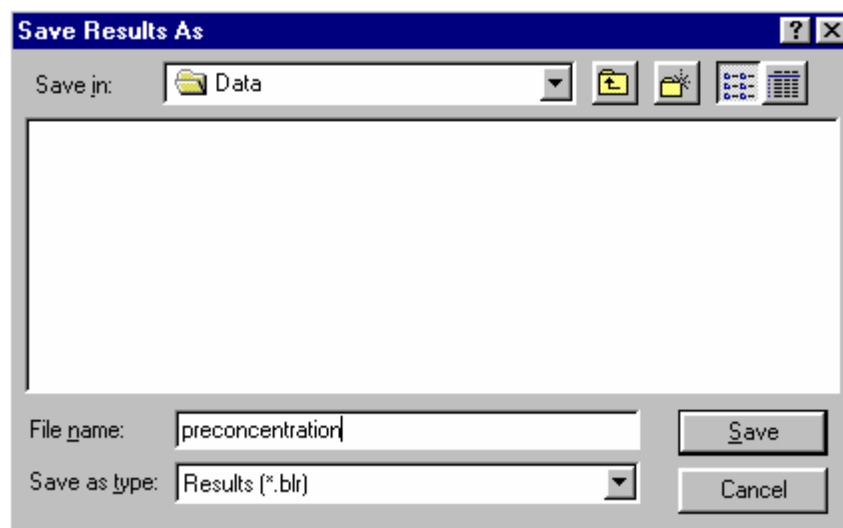 Save Results As
Save in: Data
File name: preconcentration
Save
Save as type: Results (*.blr)
Cancel